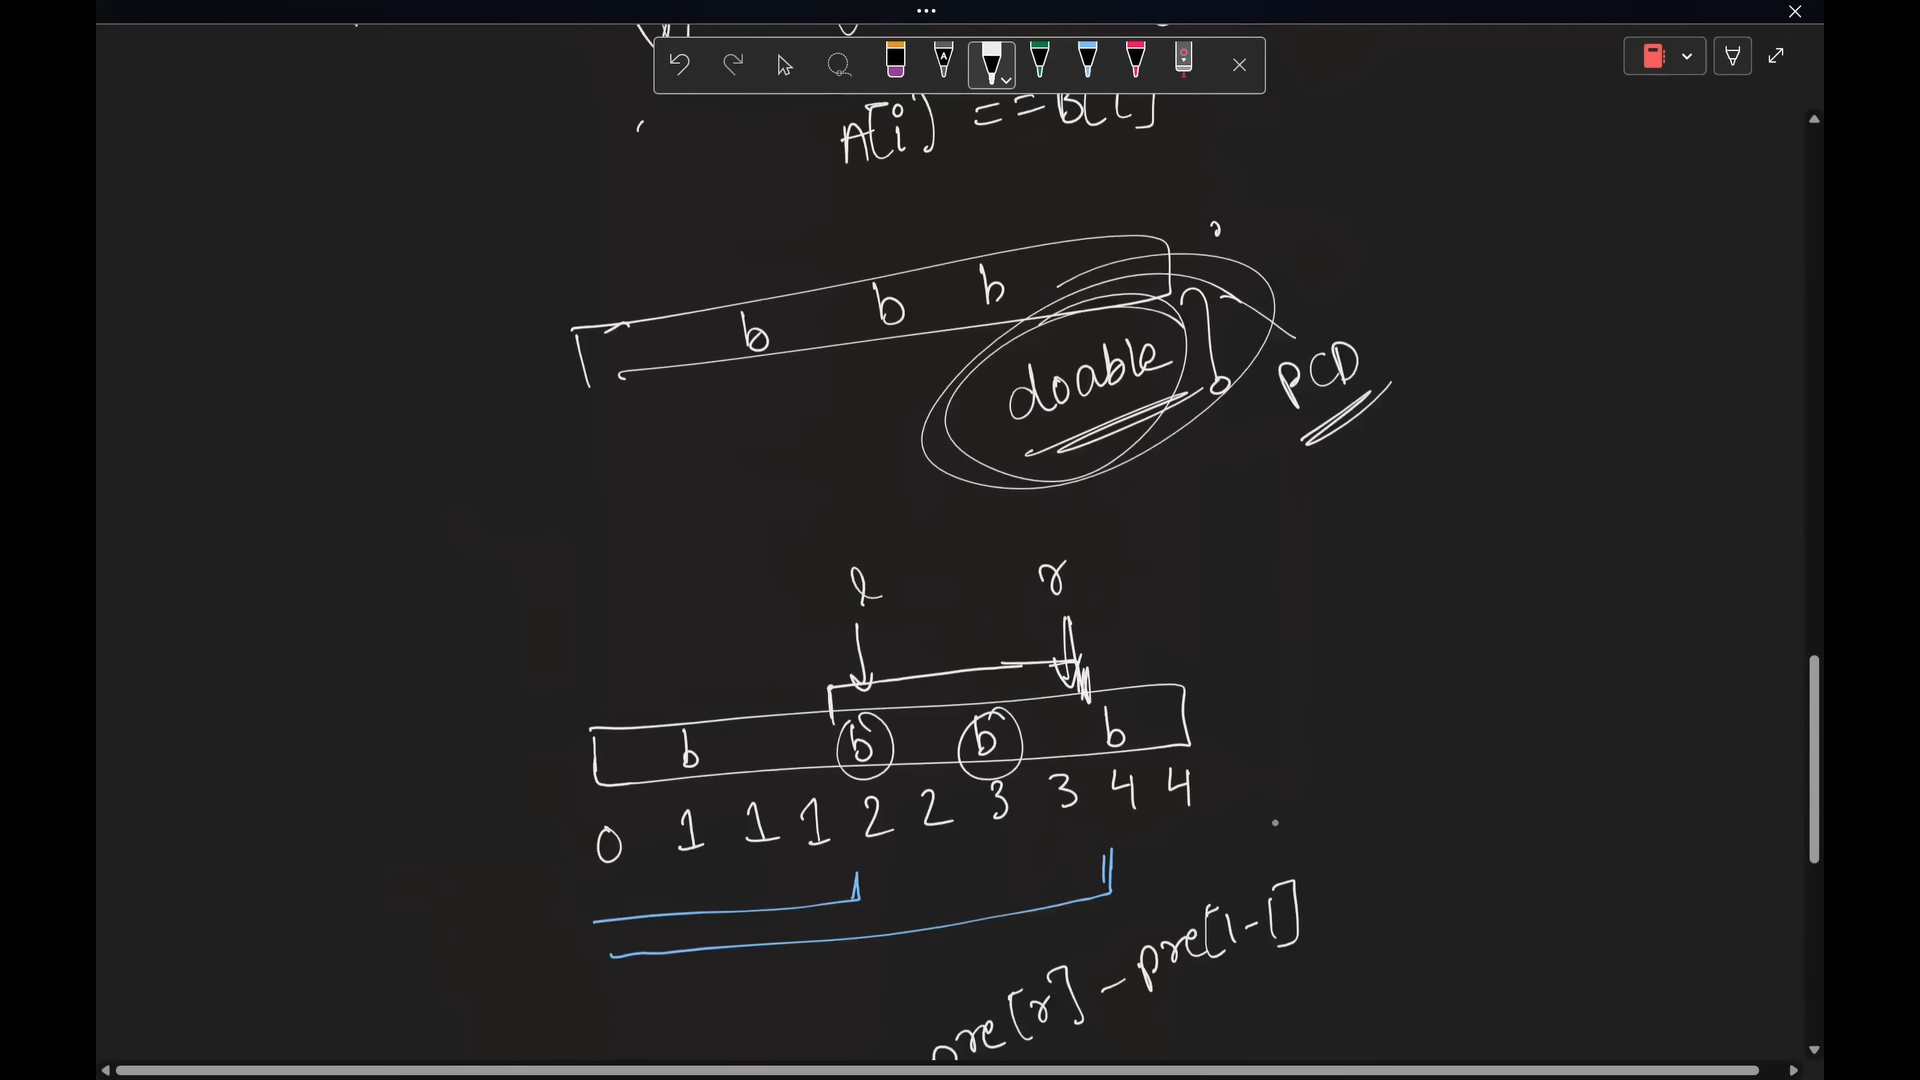 A[i] == B[i]
b b b
doable ?
PCD
l r
b b b b
0 1 1 1 2 2 3 3 4 4
pre[r] - pre[l-1]